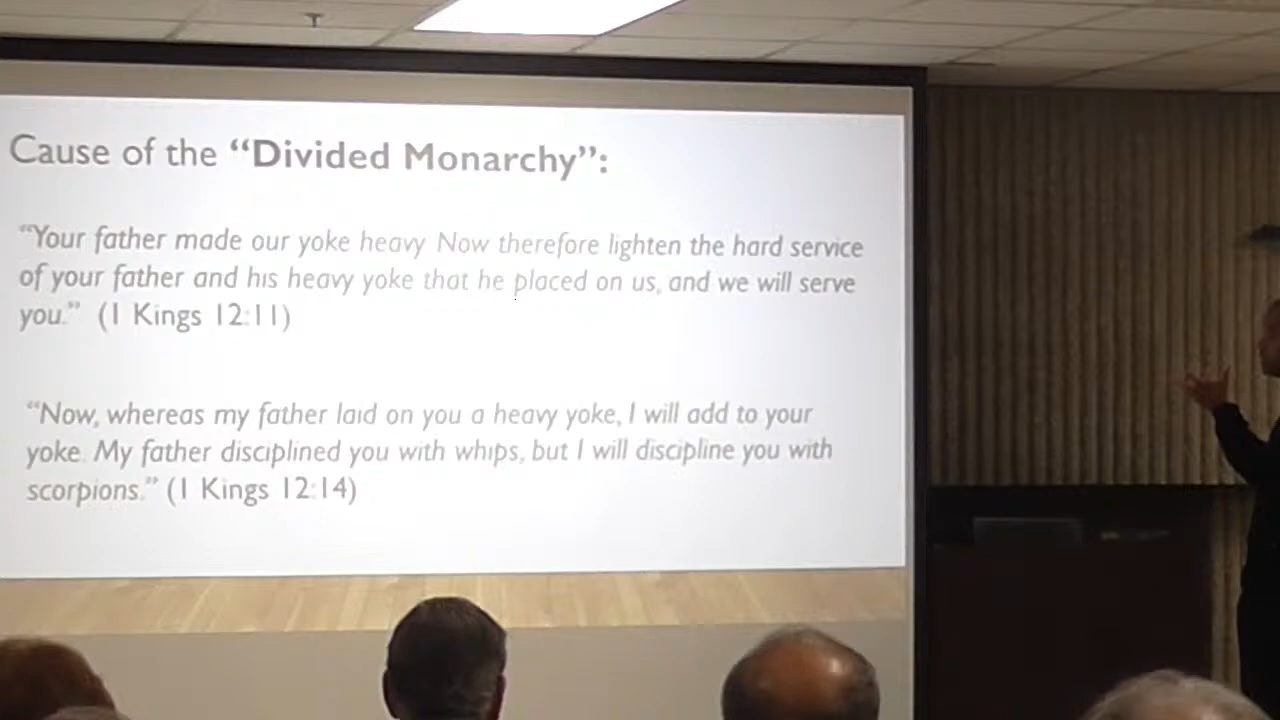 Cause of the “Divided Monarchy”:
“Your father made our yoke heavy Now therefore lighten the hard service
of your father and his heavy yoke that he placed on us, and we will serve
you.” (1 Kings 12:11)
“Now, whereas my father laid on you a heavy yoke, I will add to your
yoke. My father disciplined you with whips, but I will discipline you with
scorpions.” (1 Kings 12:14)